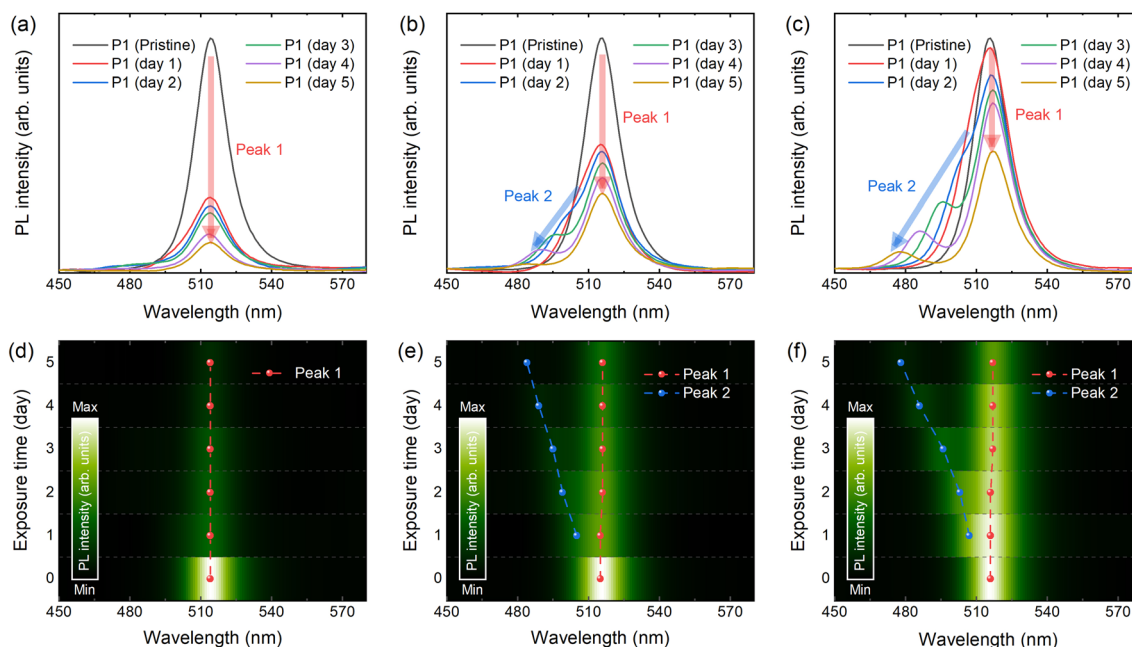 (a)
P1 (Pristine)
P1 (day 1)
P1 (day 2)
P1 (day 3)
P1 (day 4)
P1 (day 5)
Peak 1
PL intensity (arb. units)
450 480 510 540 570
Wavelength (nm)
(b)
P1 (Pristine)
P1 (day 1)
P1 (day 2)
P1 (day 3)
P1 (day 4)
P1 (day 5)
Peak 1
Peak 2
PL intensity (arb. units)
450 480 510 540 570
Wavelength (nm)
(c)
P1 (Pristine)
P1 (day 1)
P1 (day 2)
P1 (day 3)
P1 (day 4)
P1 (day 5)
Peak 1
Peak 2
PL intensity (arb. units)
450 480 510 540 570
Wavelength (nm)
(d)
Peak 1
Max
PL intensity (arb. units)
Min
Exposure time (day)
5
4
3
2
1
0
450 480 510 540 570
Wavelength (nm)
(e)
Peak 1
Peak 2
Max
PL intensity (arb. units)
Min
Exposure time (day)
5
4
3
2
1
0
450 480 510 540 570
Wavelength (nm)
(f)
Peak 1
Peak 2
Max
PL intensity (arb. units)
Min
Exposure time (day)
5
4
3
2
1
0
450 480 510 540 570
Wavelength (nm)